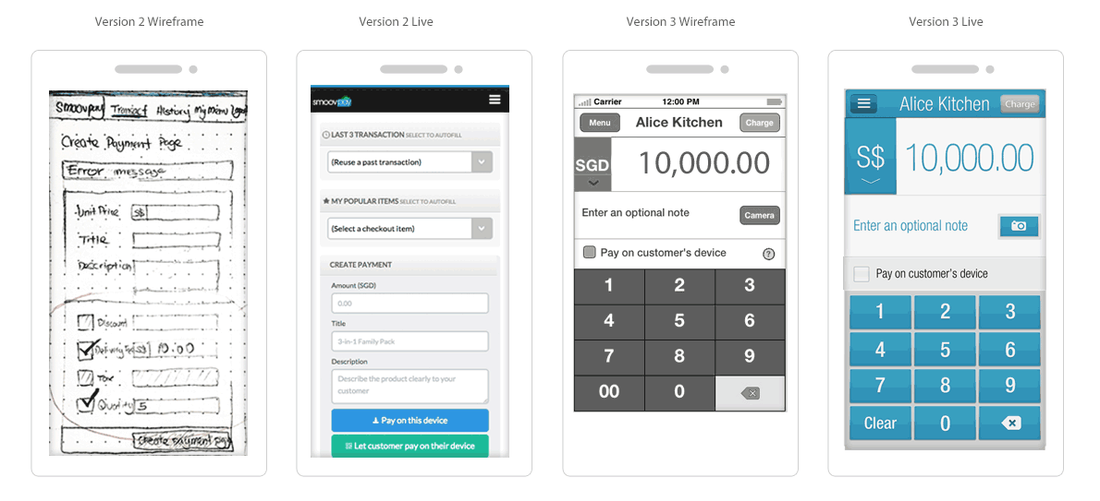 Version 2 Wireframe
Version 2 Live
Version 3 Wireframe
Version 3 Live
Smoovpay Transact History My Menu
Create Payment Page
Error message
Unit Price S$
Title
Description
Discount
10.00
Tax
5
Create payment page
smoovpay
LAST 3 TRANSACTION SELECT TO AUTOFILL
(Reuse a past transaction)
MY POPULAR ITEMS SELECT TO AUTOFILL
(Select a checkout item)
CREATE PAYMENT
Amount (SGD)
0.00
Title
3-in-1 Family Pack
Description
Describe the product clearly to your
customer
Pay on this device
Let customer pay on their device
Carrier 12:00 PM
Menu Alice Kitchen Charge
SGD 10,000.00
Enter an optional note Camera
Pay on customer's device ?
1 2 3
4 5 6
7 8 9
00 0
Alice Kitchen Charge
S$ 10,000.00
Enter an optional note
Pay on customer's device
1 2 3
4 5 6
7 8 9
Clear 0